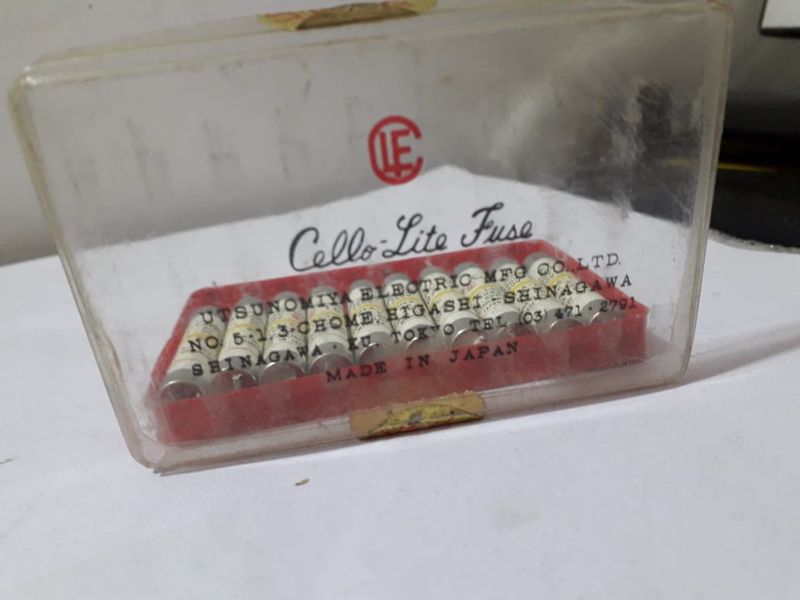 CLE
Cello-Lite Fuse
UTSUNOMIYA ELECTRIC MFG CO., LTD.
NO. 5-1, 3-CHOME, HIGASHI SHINAGAWA
SHINAGAWA-KU, TOKYO TEL. (03) 471-2791
MADE IN JAPAN